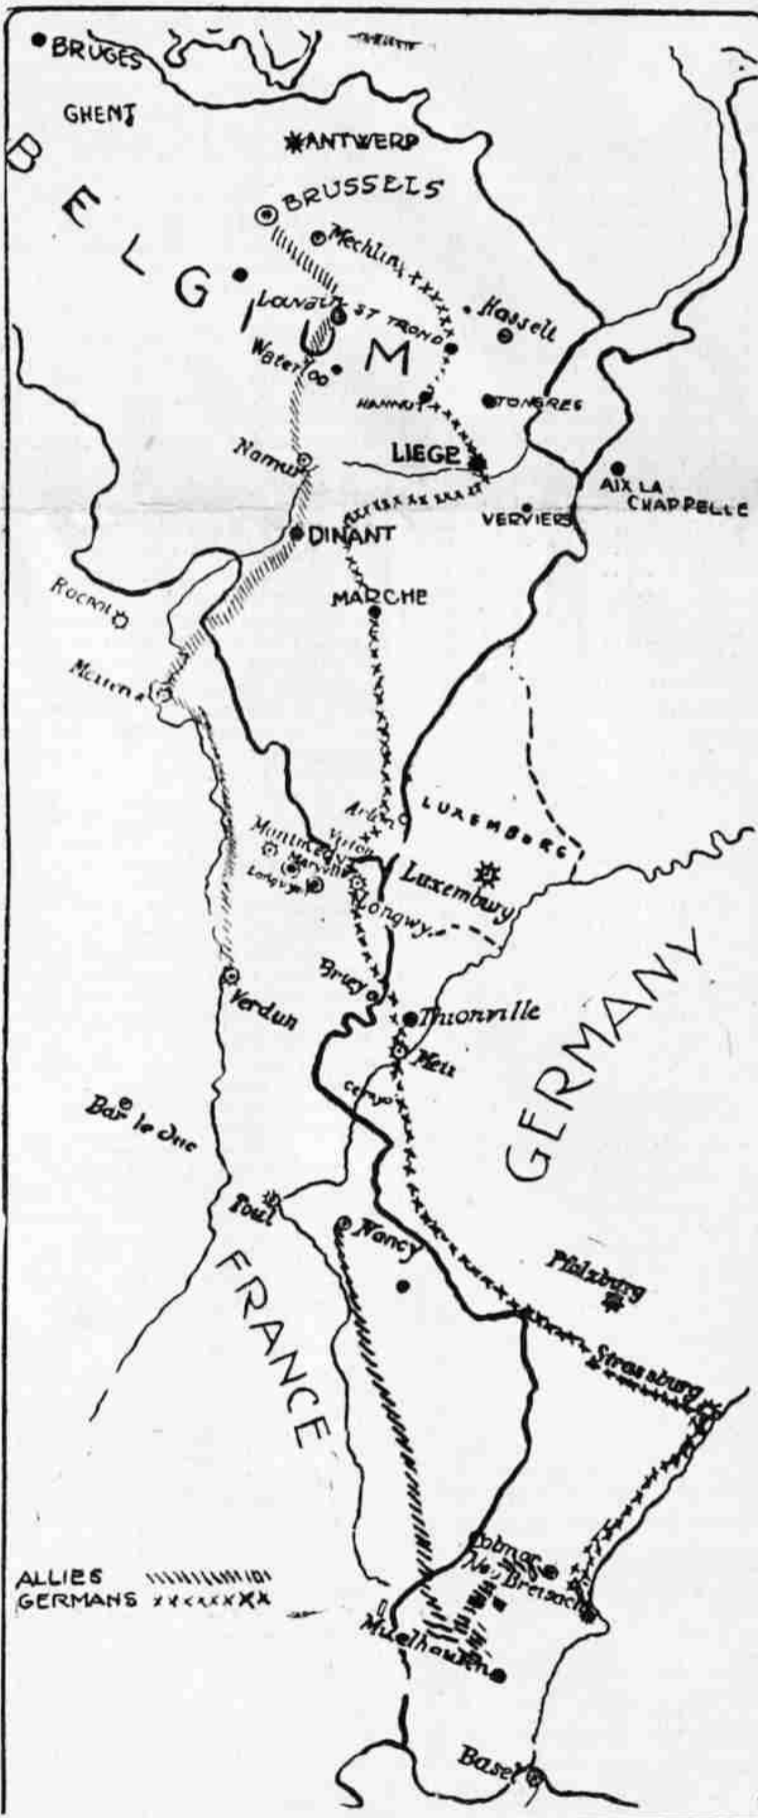 BRUGES
GHENT
ANTWERP
BELGIUM
BRUSSELS
Mechlin
Louvain
ST TROND
Hasselt
Waterloo
HANNUT
TONGRES
LIEGE
Namur
AIX LA
CHAPPELLE
VERVIERS
DINANT
Rocroi
MARCHE
LUXEMBURG
Arlon
Virton
Montmedy
Marville
Longuyon
Luxemburg
Longwy
Briey
Verdun
Thionville
Metz
GERMANY
Bar le duc
Toul
Nancy
FRANCE
Pfalzburg
Strassburg
Colmar
Neu Breisach
ALLIES
GERMANS
Muelhausen
Basel